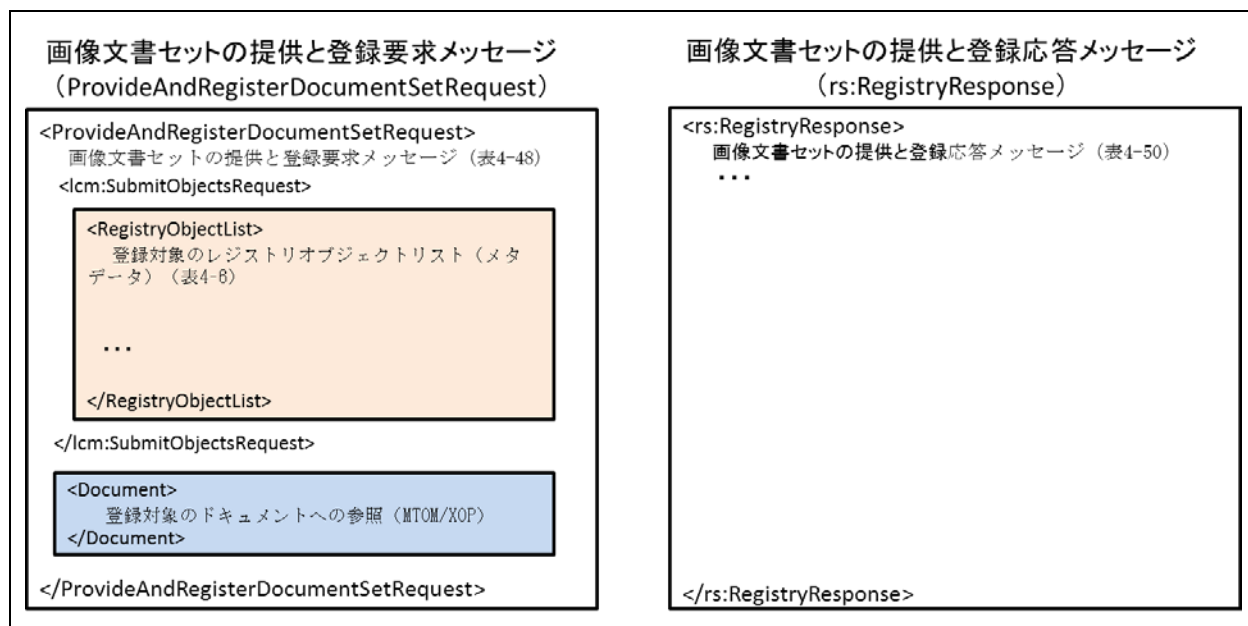 画像文書セットの提供と登録要求メッセージ
（ProvideAndRegisterDocumentSetRequest）
<ProvideAndRegisterDocumentSetRequest>
画像文書セットの提供と登録要求メッセージ（表4-48）
<lcm:SubmitObjectsRequest>
<RegistryObjectList>
登録対象のレジストリオブジェクトリスト（メタ
データ）（表4-6）
・・・
</RegistryObjectList>
</lcm:SubmitObjectsRequest>
<Document>
登録対象のドキュメントへの参照（MTOM/XOP）
</Document>
</ProvideAndRegisterDocumentSetRequest>
画像文書セットの提供と登録応答メッセージ
（rs:RegistryResponse）
<rs:RegistryResponse>
画像文書セットの提供と登録応答メッセージ（表4-50）
・・・
</rs:RegistryResponse>